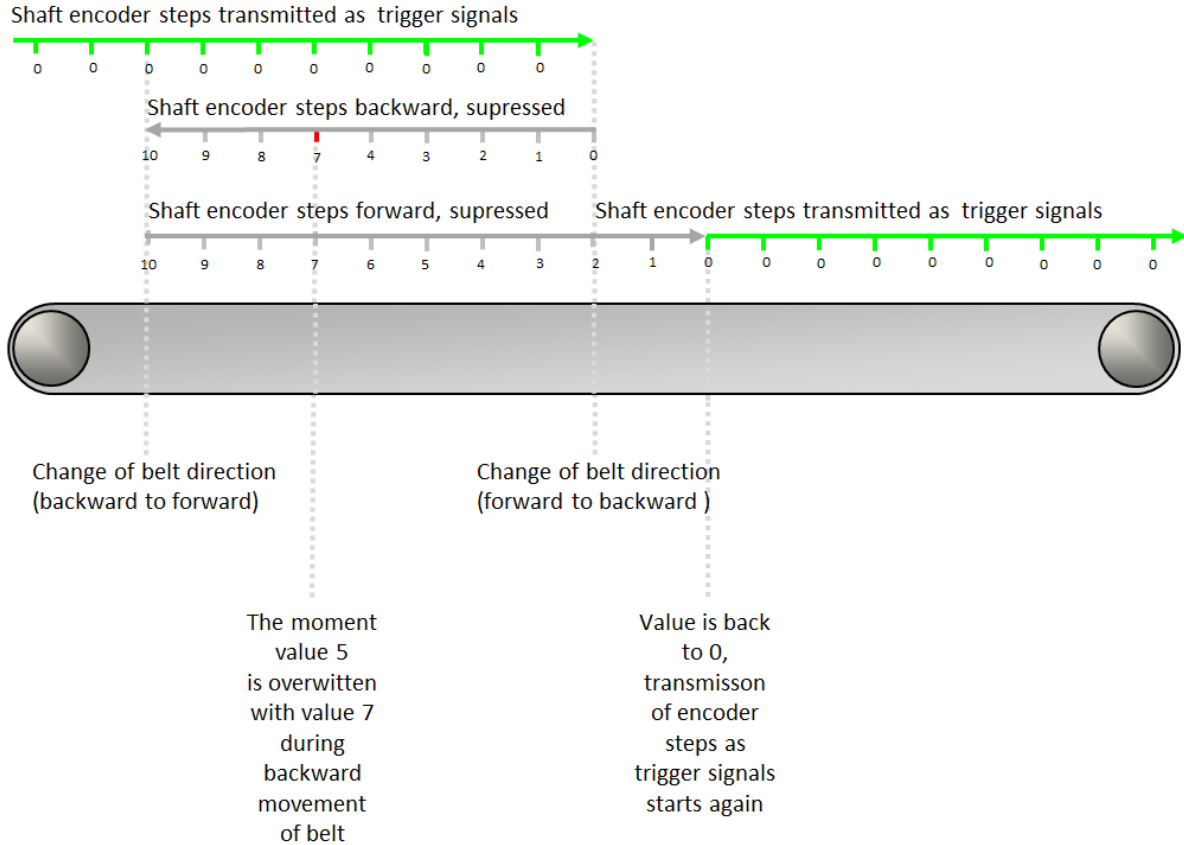 Shaft encoder steps transmitted as  trigger signals
0 0 0 0 0 0 0 0 0 0
Shaft encoder steps backward, supressed
10 9 8 7 4 3 2 1 0
Shaft encoder steps forward, supressed
Shaft encoder steps transmitted as  trigger signals
10 9 8 7 6 5 4 3 2 1 0 0 0 0 0 0 0 0 0
Change of belt direction
(backward to forward)
Change of belt direction
(forward to backward )
The moment
value 5
is overwitten
with value 7
during
backward
movement
of belt
Value is back
to 0,
transmisson
of encoder
steps as
trigger signals
starts again